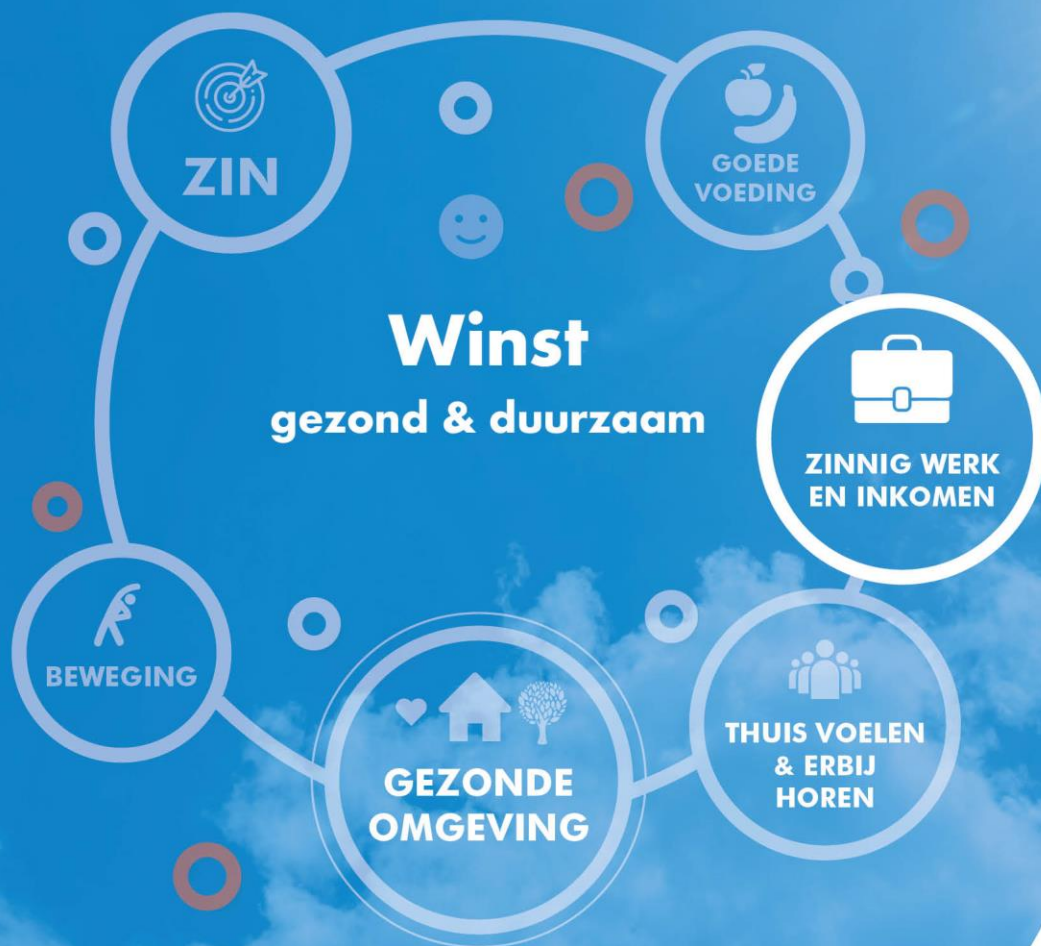 ZIN
GOEDE
VOEDING
Winst
gezond & duurzaam
ZINNIG WERK
EN INKOMEN
BEWEGING
THUIS VOELEN
& ERBIJ
HOREN
GEZONDE
OMGEVING